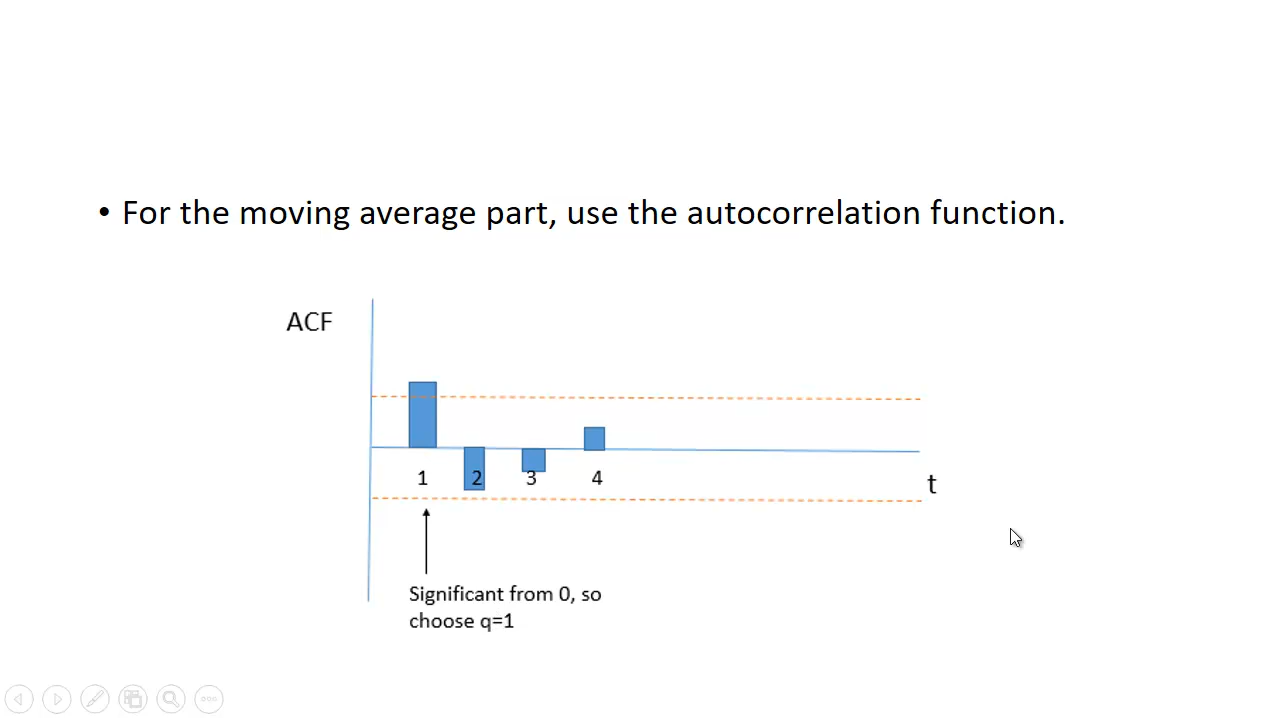 • For the moving average part, use the autocorrelation function.
ACF
1 2 3 4
t
Significant from 0, so
choose q=1